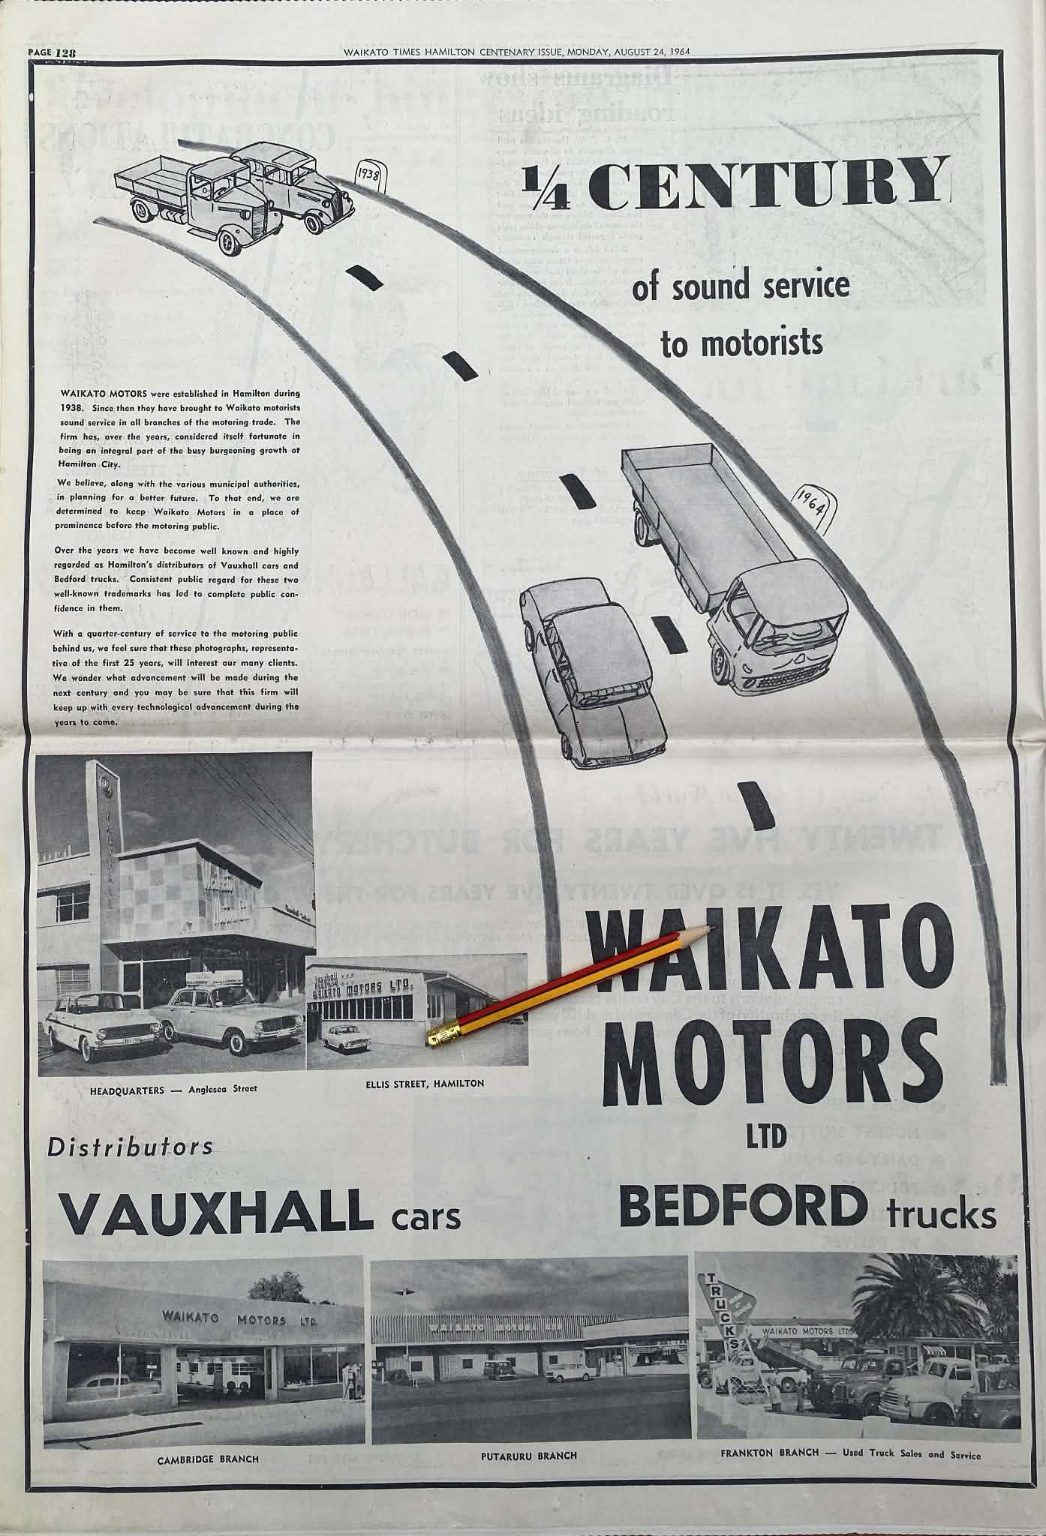 PAGE 128
WAIKATO TIMES HAMILTON CENTENARY ISSUE, MONDAY, AUGUST 24, 1964
1938
¼ CENTURY
of sound service
to motorists
WAIKATO MOTORS were established in Hamilton during
1938. Since then they have brought to Waikato motorists
sound service in all branches of the motoring trade. The
firm has, over the years, considered itself fortunate in
being an integral part of the busy burgeoning growth of
Hamilton City.
We believe, along with the various municipal authorities,
in planning for a better future. To that end, we are
determined to keep Waikato Motors in a place of
prominence before the motoring public.
Over the years we have become well known and highly
regarded as Hamilton's distributors of Vauxhall cars and
Bedford trucks. Consistent public regard for these two
well-known trademarks has led to complete public con-
fidence in them.
With a quarter-century of service to the motoring public
behind us, we feel sure that these photographs, representa-
tive of the first 25 years, will interest our many clients.
We wonder what advancement will be made during the
next century and you may be sure that this firm will
keep up with every technological advancement during the
years to come.
1964
WAIKATO MOTORS LTD.
HEADQUARTERS — Anglesea Street
ELLIS STREET, HAMILTON
WAIKATO
MOTORS
LTD
Distributors
VAUXHALL cars
BEDFORD trucks
WAIKATO MOTORS LTD.
WAIKATO MOTORS LTD
TRUCKS
WAIKATO MOTORS LTD
CAMBRIDGE BRANCH
PUTARURU BRANCH
FRANKTON BRANCH — Used Truck Sales and Service